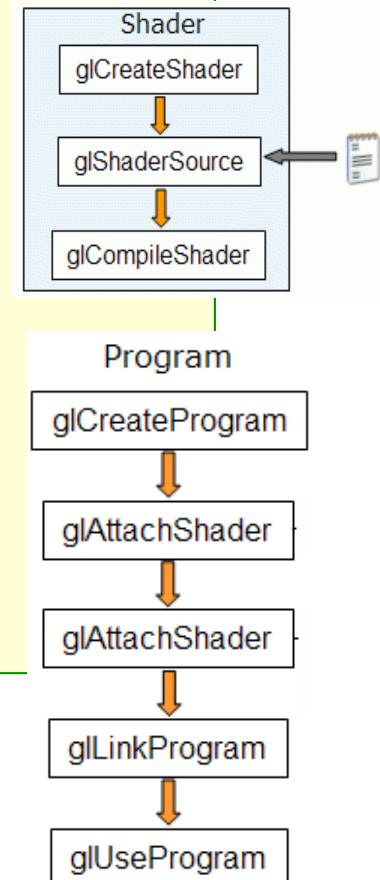 Shader
glCreateShader
glShaderSource
glCompileShader
Program
glCreateProgram
glAttachShader
glAttachShader
glLinkProgram
glUseProgram